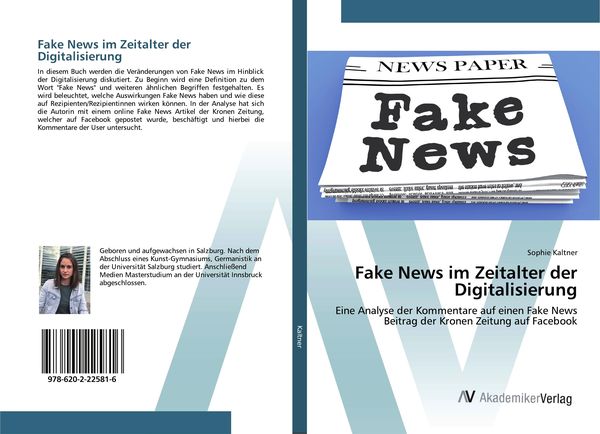 Fake News im Zeitalter der
Digitalisierung
In diesem Buch werden die Veränderungen von Fake News im Hinblick
der Digitalisierung diskutiert. Zu Beginn wird eine Definition zu dem
Wort "Fake News" und weiteren ähnlichen Begriffen festgehalten. Es
wird beleuchtet, welche Auswirkungen Fake News haben und wie diese
auf Rezipienten/Rezipientinnen wirken können. In der Analyse hat sich
die Autorin mit einem online Fake News Artikel der Kronen Zeitung,
welcher auf Facebook gepostet wurde, beschäftigt und hierbei die
Kommentare der User untersucht.
Geboren und aufgewachsen in Salzburg. Nach dem
Abschluss eines Kunst-Gymnasiums, Germanistik an
der Universität Salzburg studiert. Anschließend
Medien Masterstudium an der Universität Innsbruck
abgeschlossen.
978-620-2-22581-6
Kaltner
NEWS PAPER
Fake
News
Sophie Kaltner
Fake News im Zeitalter der
Digitalisierung
Eine Analyse der Kommentare auf einen Fake News
Beitrag der Kronen Zeitung auf Facebook
AV AkademikerVerlag